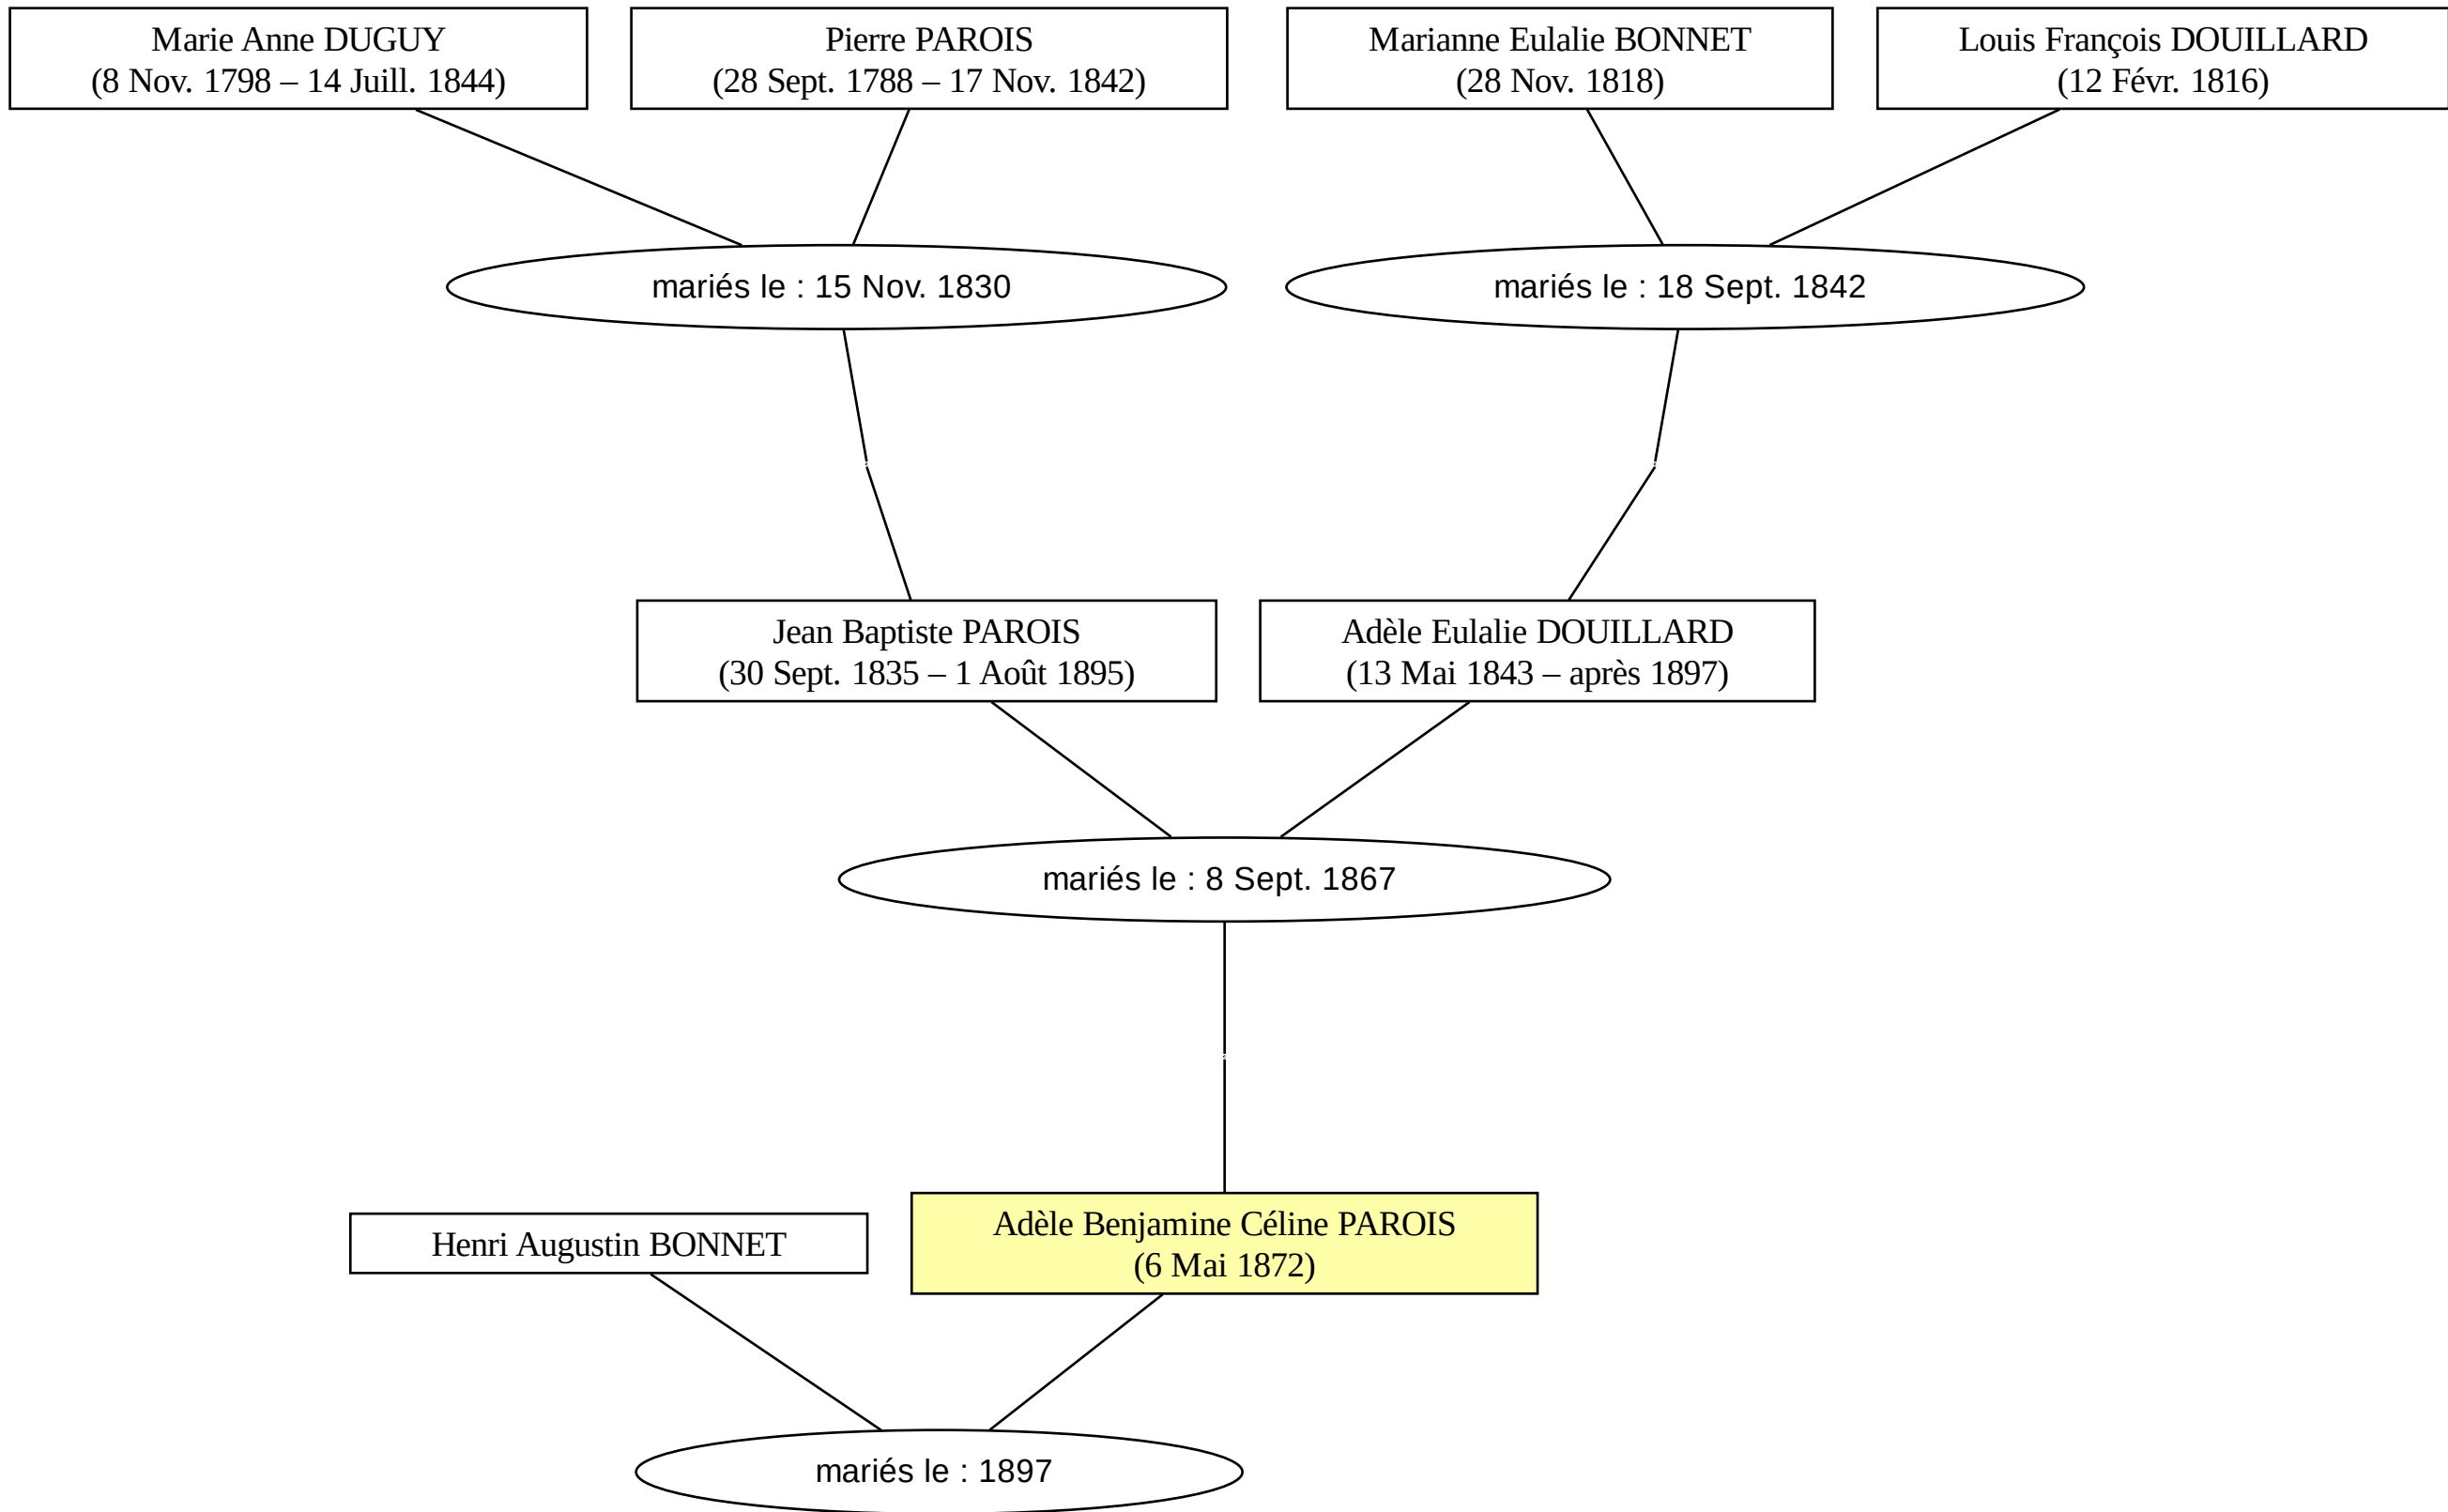 Marie Anne DUGUY
(8 Nov. 1798 – 14 Juill. 1844)
Pierre PAROIS
(28 Sept. 1788 – 17 Nov. 1842)
Marianne Eulalie BONNET
(28 Nov. 1818)
Louis François DOUILLARD
(12 Févr. 1816)
mariés le : 15 Nov. 1830
mariés le : 18 Sept. 1842
Jean Baptiste PAROIS
(30 Sept. 1835 – 1 Août 1895)
Adèle Eulalie DOUILLARD
(13 Mai 1843 – après 1897)
mariés le : 8 Sept. 1867
Henri Augustin BONNET
Adèle Benjamine Céline PAROIS
(6 Mai 1872)
mariés le : 1897